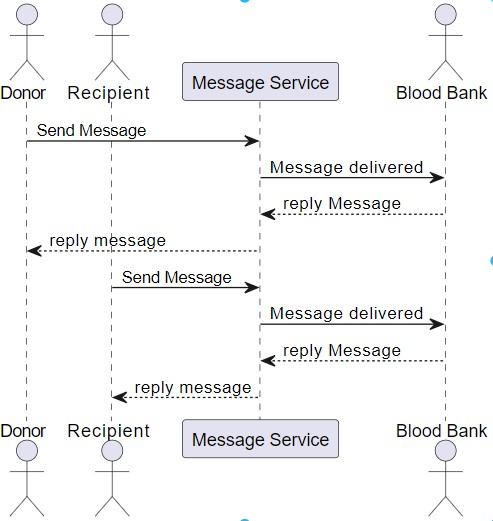 Donor Recipient Message Service Blood Bank
Send Message
Message delivered
reply Message
reply message
Send Message
Message delivered
reply Message
reply message
Donor Recipient Message Service Blood Bank